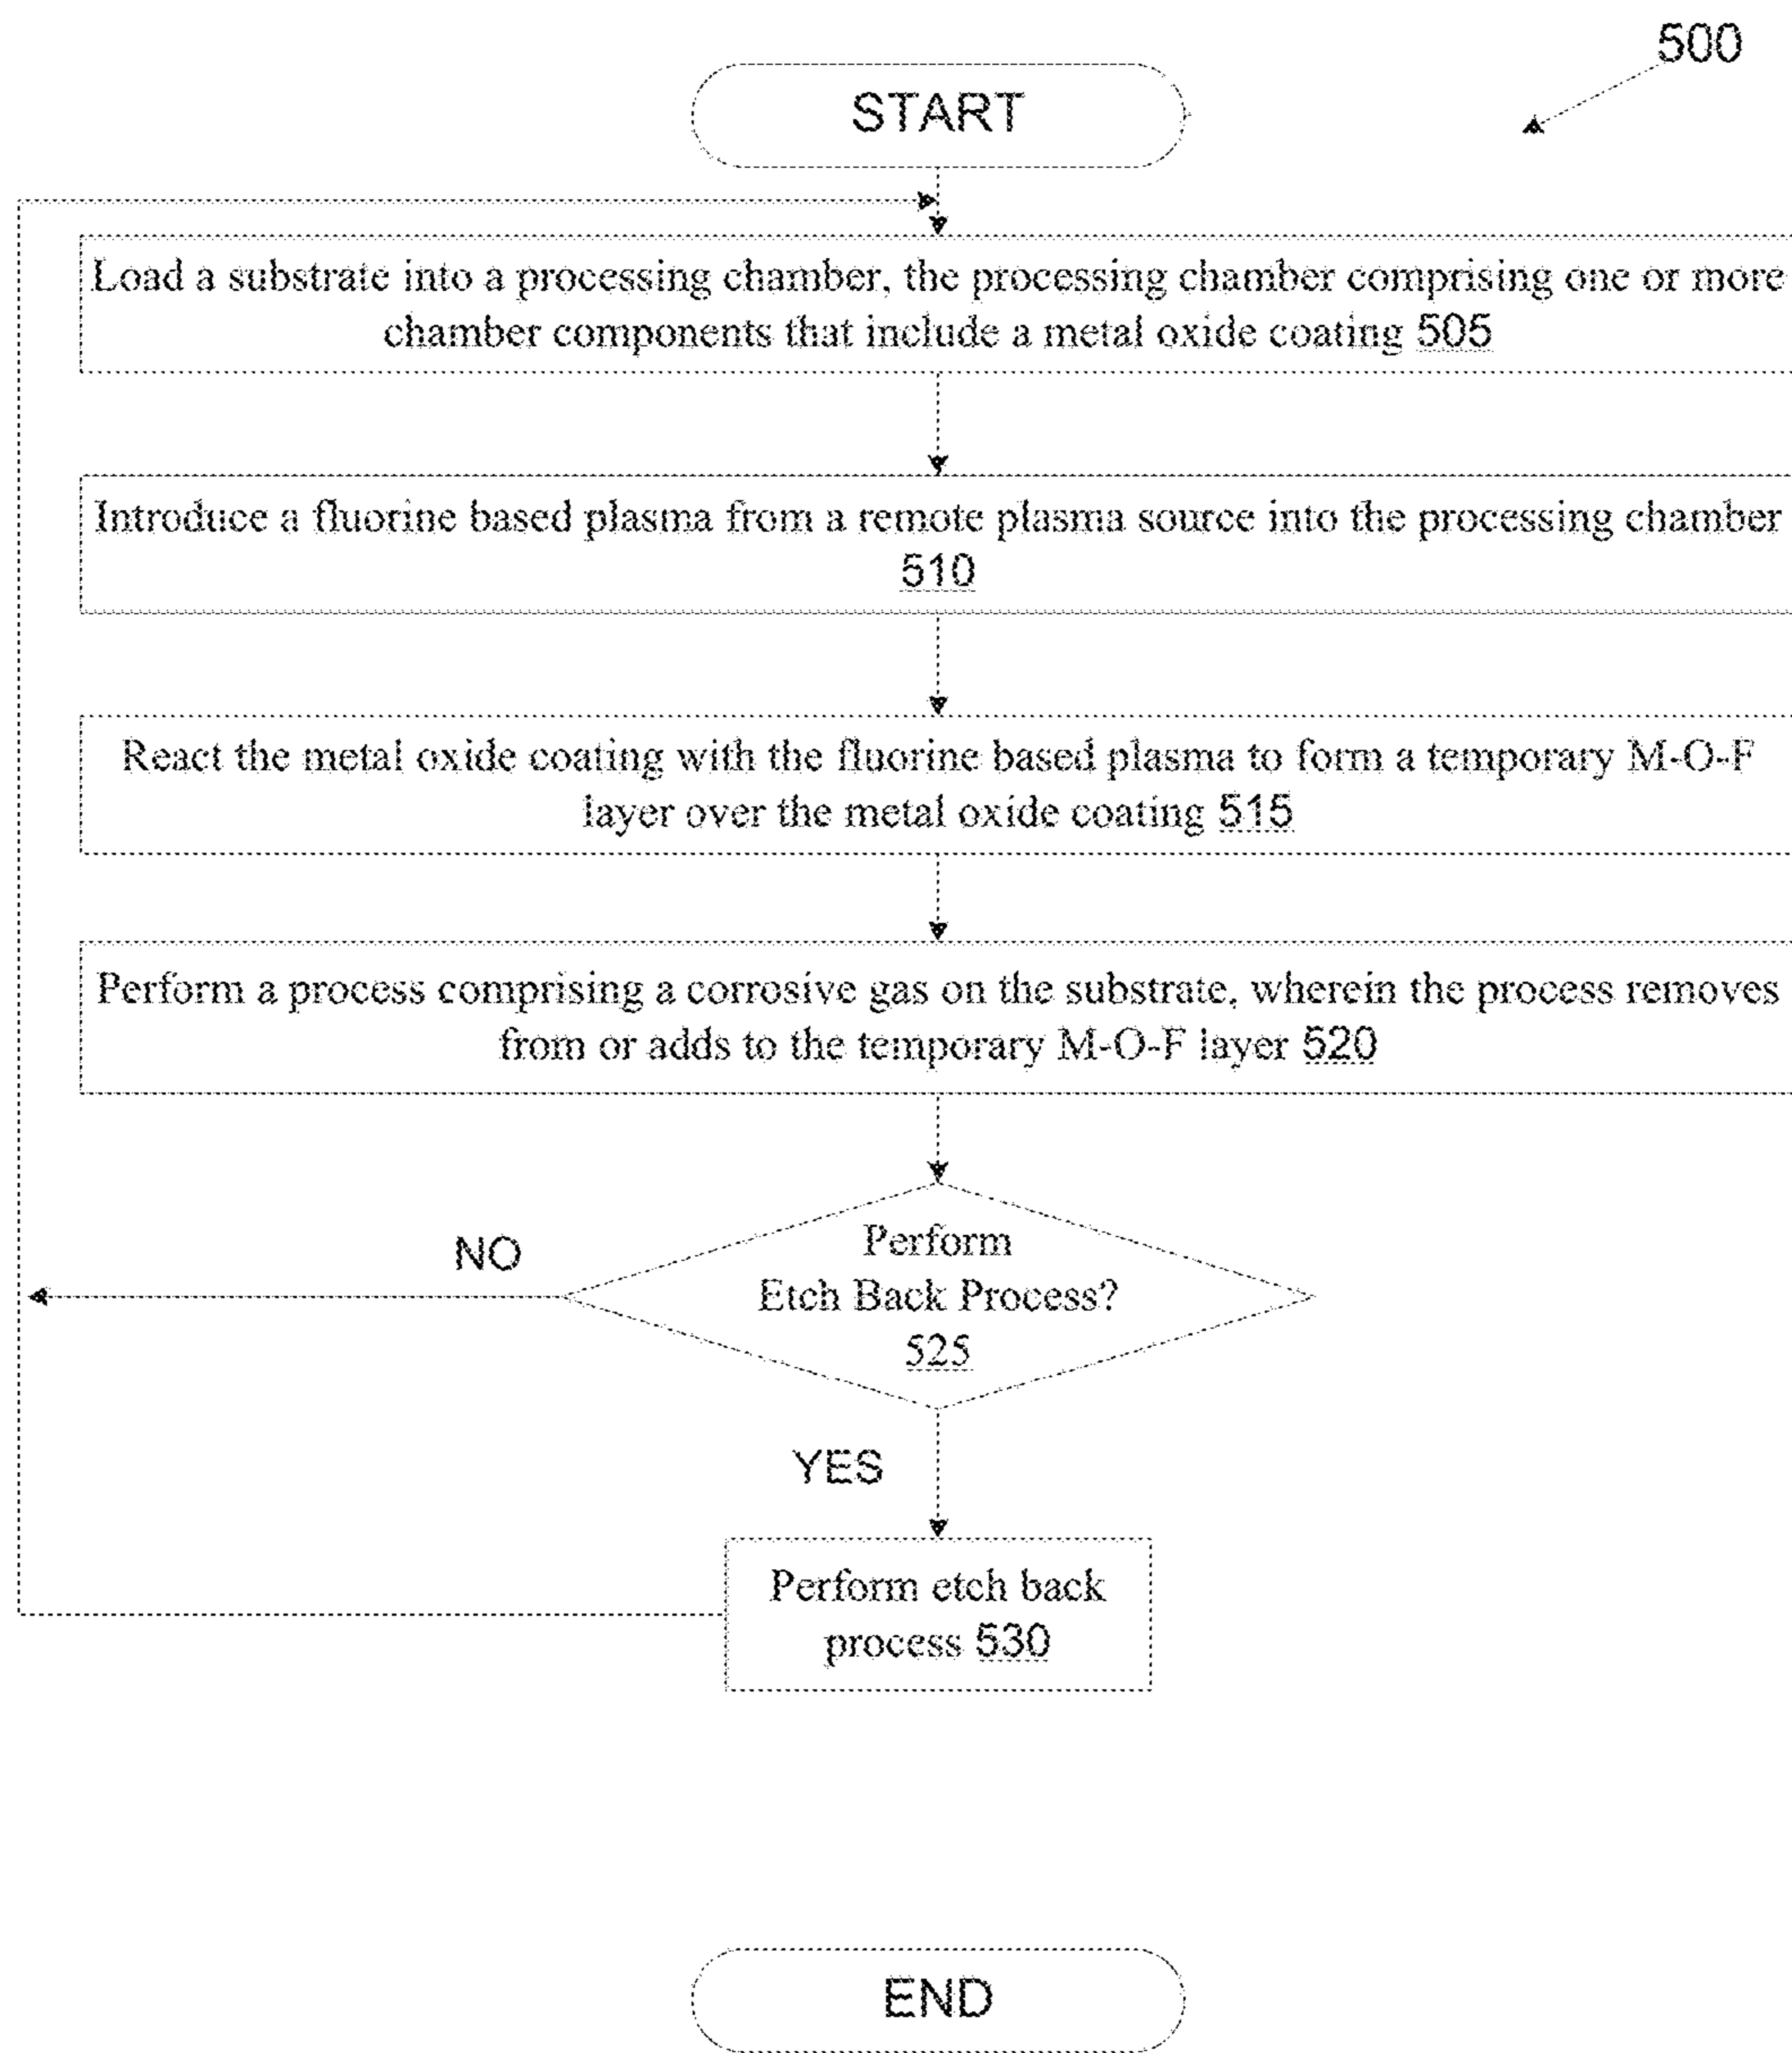 500
START
Load a substrate into a processing chamber, the processing chamber comprising one or more
chamber components that include a metal oxide coating 505
Introduce a fluorine based plasma from a remote plasma source into the processing chamber
510
React the metal oxide coating with the fluorine based plasma to form a temporary M-O-F
layer over the metal oxide coating 515
Perform a process comprising a corrosive gas on the substrate, wherein the process removes
from or adds to the temporary M-O-F layer 520
Perform
Etch Back Process?
525
NO
YES
Perform etch back
process 530
END